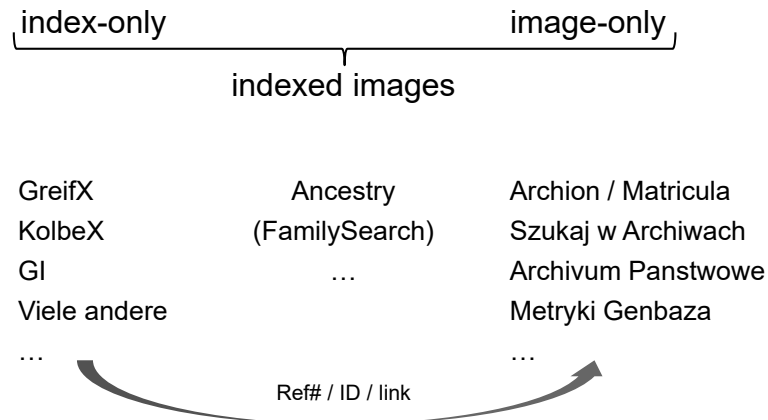 index-only
image-only
indexed images
GreifX
Ancestry
Archion / Matricula
KolbeX
(FamilySearch)
Szukaj w Archiwach
GI
…
Archivum Panstwowe
Viele andere
Metryki Genbaza
…
…
Ref# / ID / link